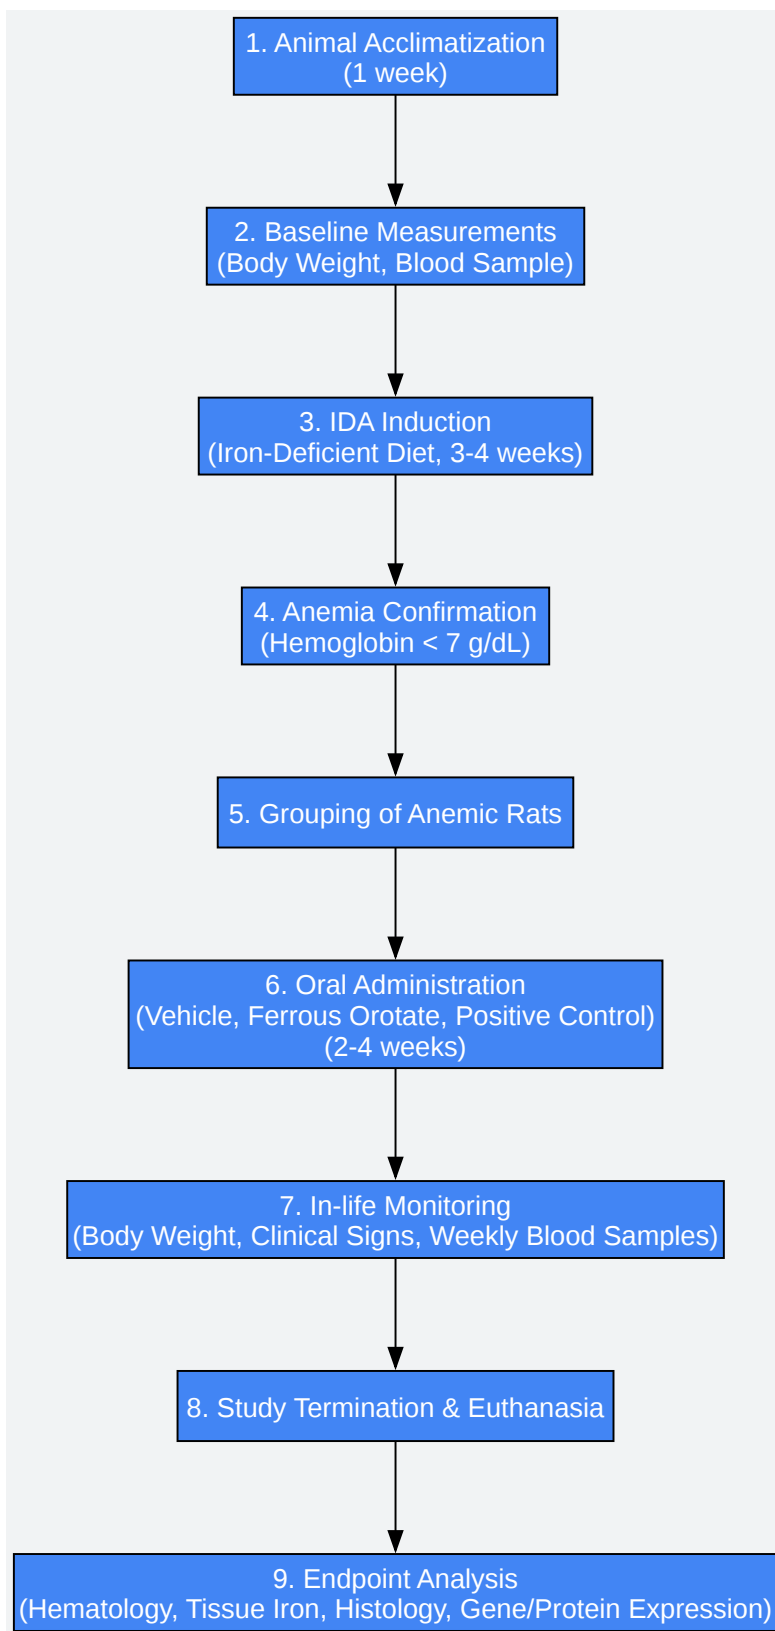 1. Animal Acclimatization
(1 week)
2. Baseline Measurements
(Body Weight, Blood Sample)
3. IDA Induction
(Iron-Deficient Diet, 3-4 weeks)
4. Anemia Confirmation
(Hemoglobin < 7 g/dL)
5. Grouping of Anemic Rats
6. Oral Administration
(Vehicle, Ferrous Orotate, Positive Control)
(2-4 weeks)
7. In-life Monitoring
(Body Weight, Clinical Signs, Weekly Blood Samples)
8. Study Termination & Euthanasia
9. Endpoint Analysis
(Hematology, Tissue Iron, Histology, Gene/Protein Expression)